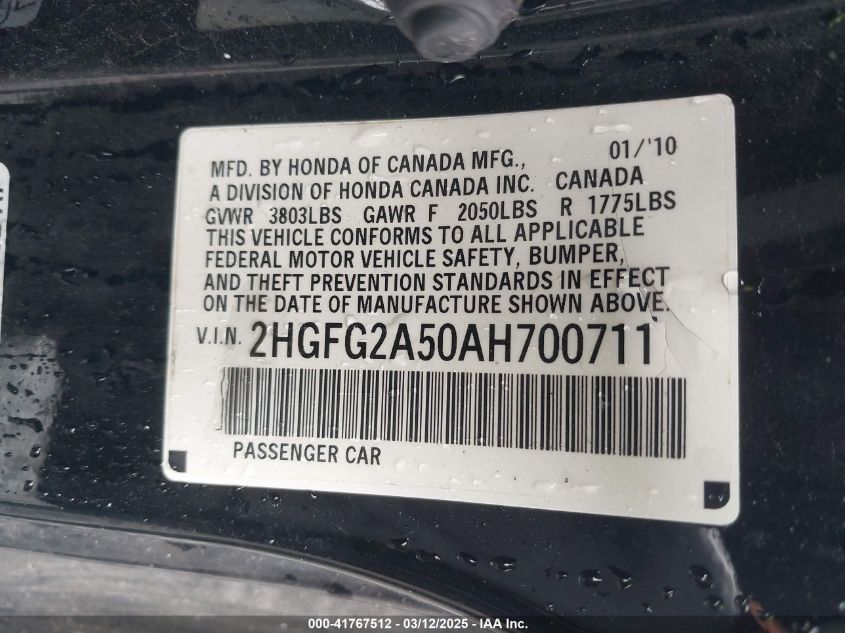 MFD. BY HONDA OF CANADA MFG., 01/'10
A DIVISION OF HONDA CANADA INC. CANADA
GVWR 3803LBS GAWR F 2050LBS R 1775LBS
THIS VEHICLE CONFORMS TO ALL APPLICABLE
FEDERAL MOTOR VEHICLE SAFETY, BUMPER,
AND THEFT PREVENTION STANDARDS IN EFFECT
ON THE DATE OF MANUFACTURE SHOWN ABOVE.
V.I.N. 2HGFG2A50AH700711
PASSENGER CAR
000-41767512 - 03/12/2025 - IAA Inc.